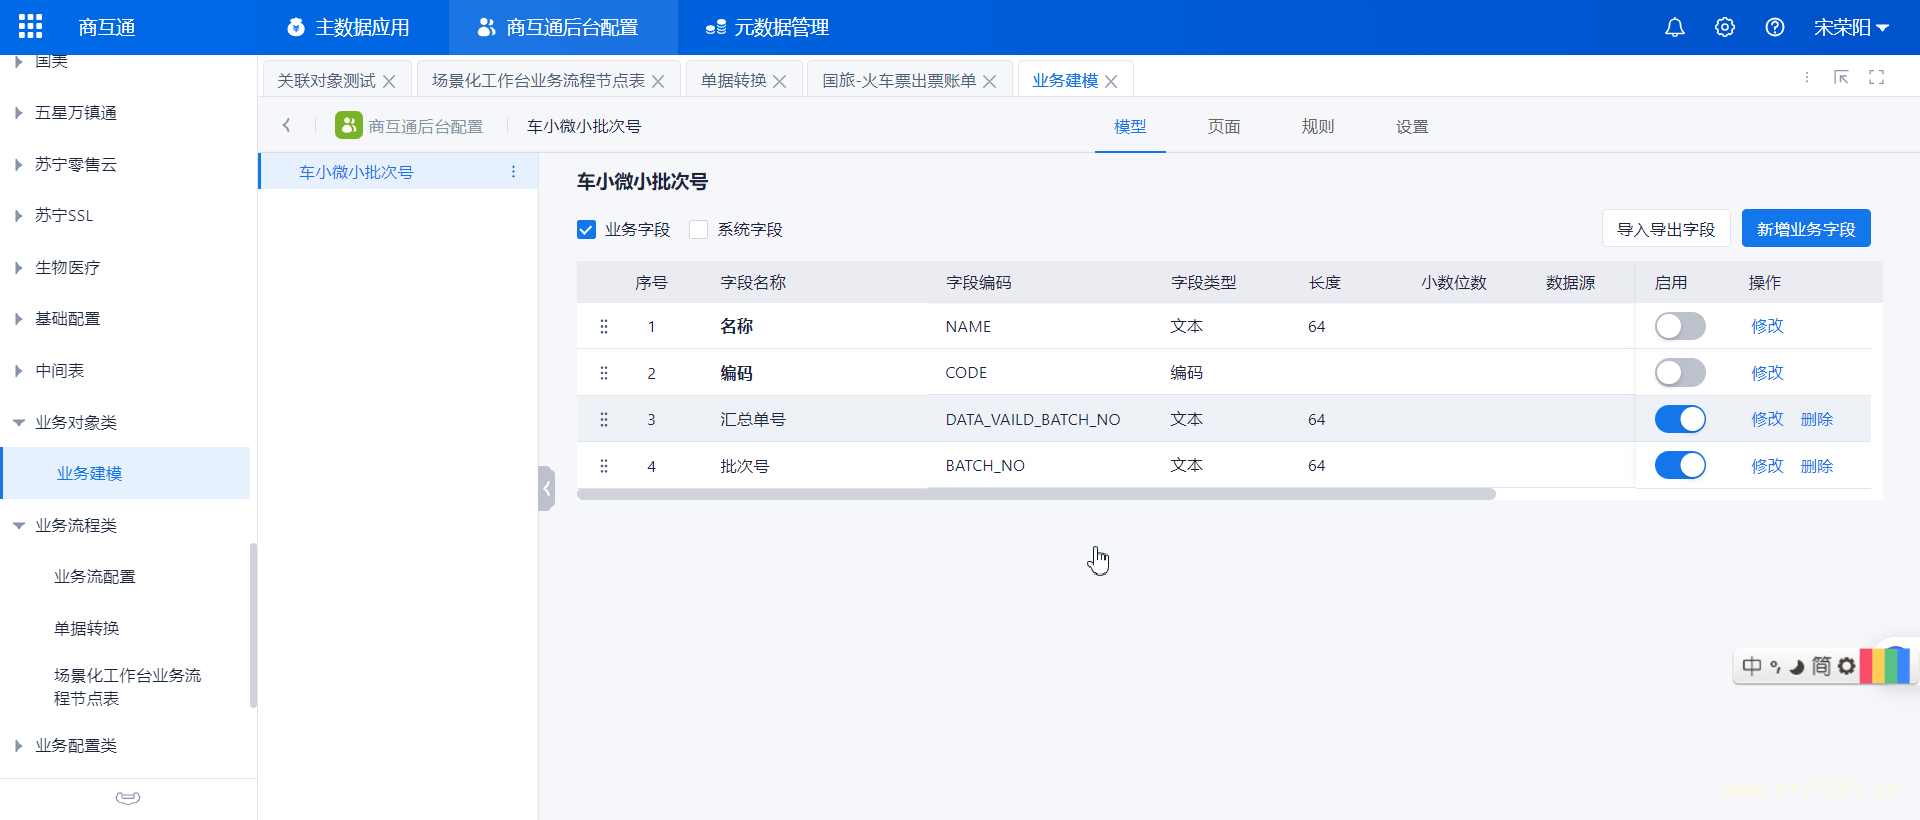 商互通 主数据应用 商互通后台配置 元数据管理 宋荣阳
国美
五星万镇通
苏宁零售云
苏宁SSL
生物医疗
基础配置
中间表
业务对象类
业务建模
业务流程类
业务流配置
单据转换
场景化工作台业务流
程节点表
业务配置类
关联对象测试 场景化工作台业务流程节点表 单据转换 国旅-火车票出票账单 业务建模
商互通后台配置 车小微小批次号 模型 页面 规则 设置
车小微小批次号
车小微小批次号
业务字段 系统字段 导入导出字段 新增业务字段
序号 字段名称 字段编码 字段类型 长度 小数位数 数据源 启用 操作
1 名称 NAME 文本 64 修改
2 编码 CODE 编码 修改
3 汇总单号 DATA_VAILD_BATCH_NO 文本 64 修改 删除
4 批次号 BATCH_NO 文本 64 修改 删除
中 简